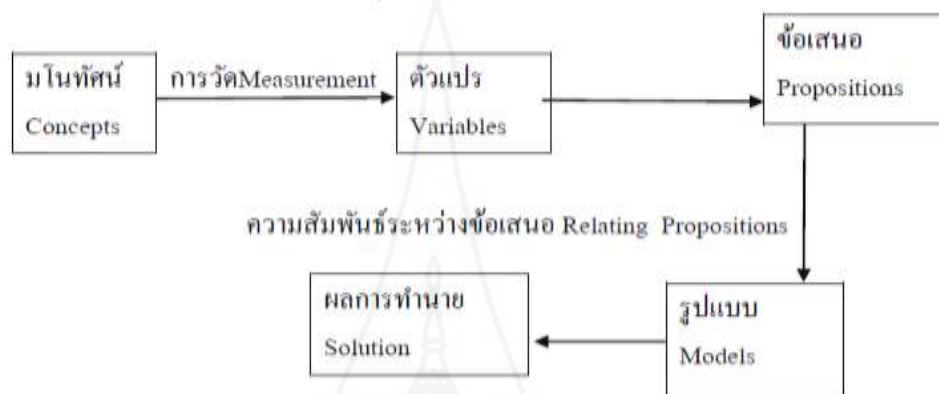 ข้อเสนอ
Propositions
มโนทัศน์
Concepts
การวัดMeasurement
ตัวแปร
Variables
ความสัมพันธ์ระหว่างข้อเสนอ Relating Propositions
ผลการทำนาย
Solution
รูปแบบ
Models